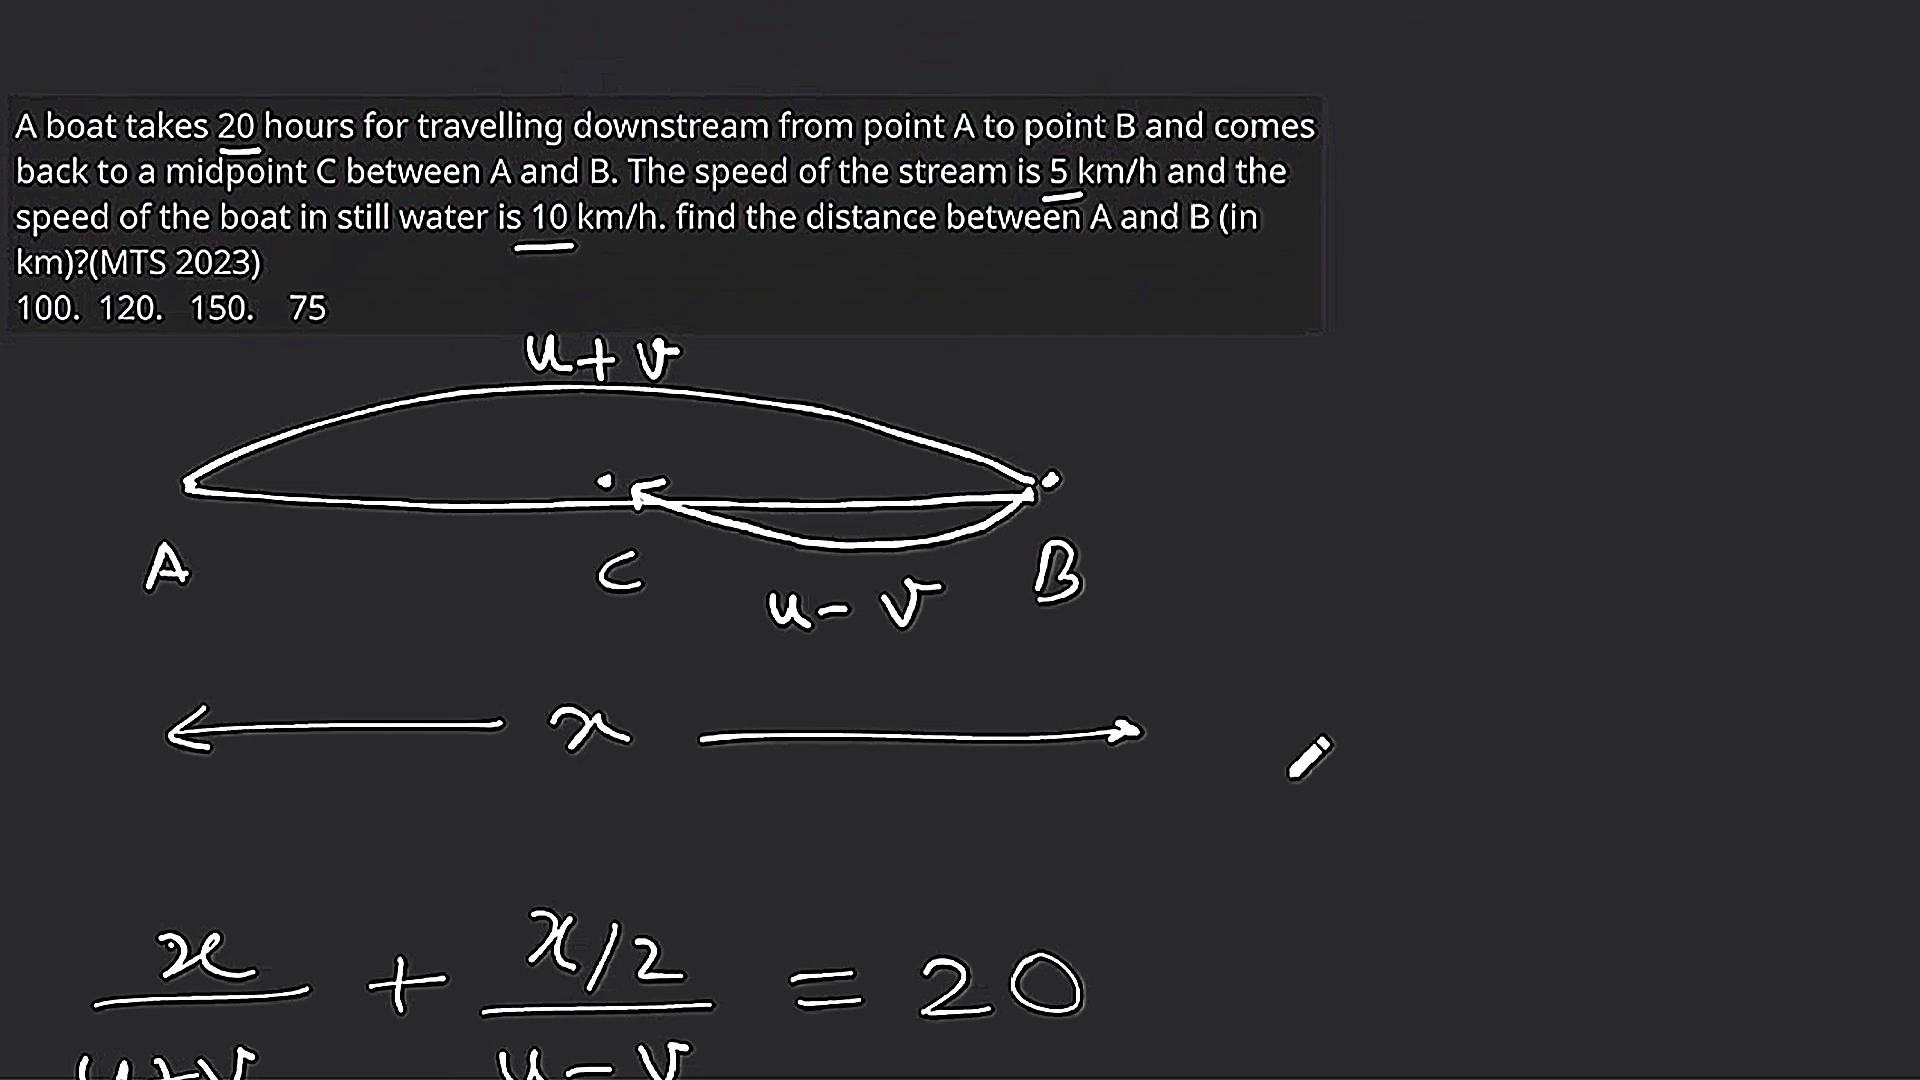 A boat takes 20 hours for travelling downstream from point A to point B and comes
back to a midpoint C between A and B. The speed of the stream is 5 km/h and the
speed of the boat in still water is 10 km/h. find the distance between A and B (in
km)?(MTS 2023)
100. 120. 150. 75
u+v
A C B
u- v
x
x + x/2 = 20
u+v u-v